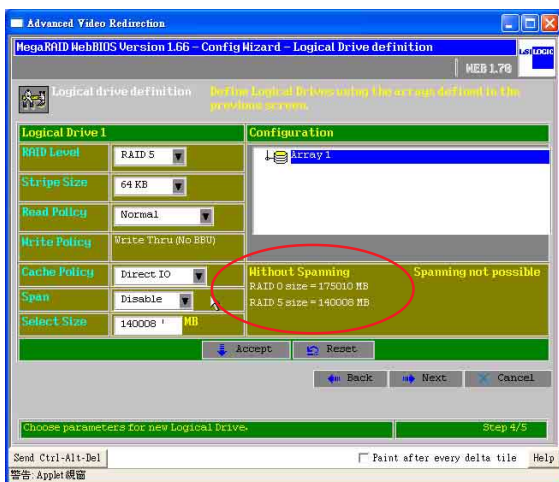 Advanced Video Redirection
MegaRAID WebBIOS Version 1.66 – Config Wizard – Logical Drive definition
LSI LOGIC
WEB 1.78
Logical drive definition
Define Logical Drives using the arrays defined in the
previous screen.
Logical Drive 1
Configuration
RAID Level
RAID 5
Array 1
Stripe Size
64 KB
Read Policy
Normal
Write Policy
Write Thru (No BBU)
Cache Policy
Direct IO
Without Spanning
Spanning not possible
RAID 0 size = 175010 MB
Span
Disable
RAID 5 size = 140008 MB
Select Size
140008
MB
Accept
Reset
Back
Next
Cancel
Choose parameters for new Logical Drive.
Step 4/5
Send Ctrl-Alt-Del
Paint after every delta tile
Help
警告: Applet 視窗